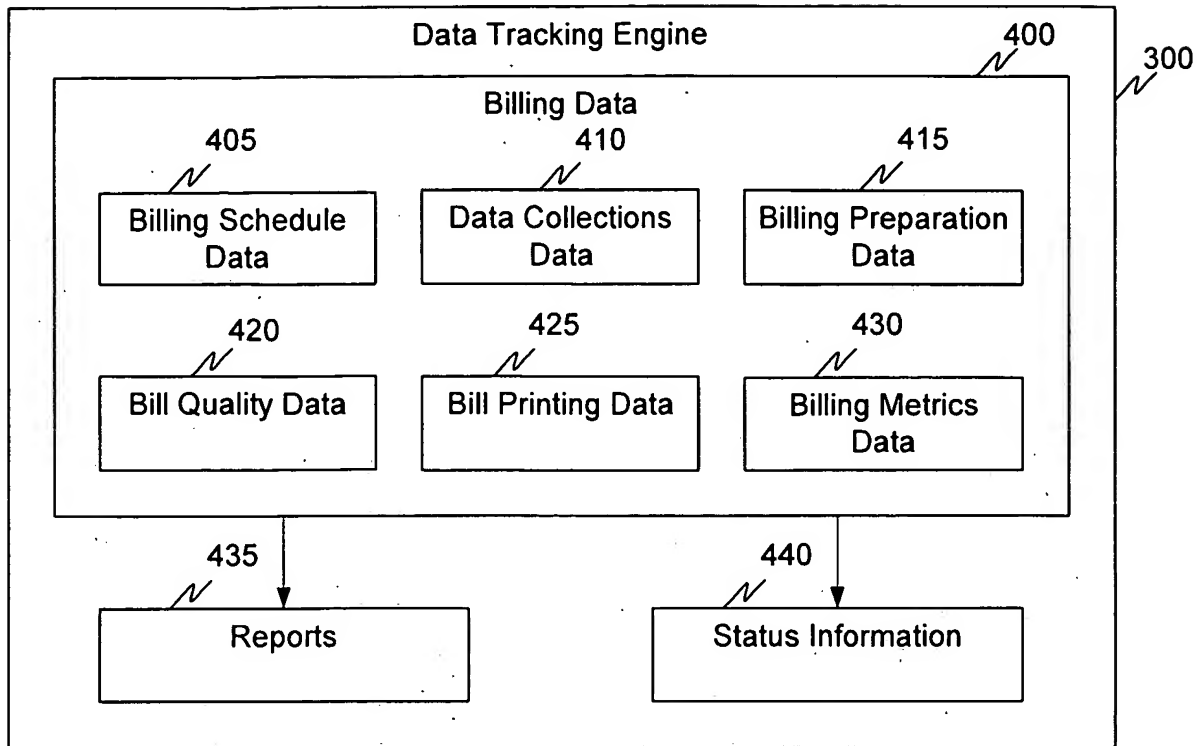 Data Tracking Engine
400
300
Billing Data
405
410
415
Billing Schedule
Data
Data Collections
Data
Billing Preparation
Data
420
425
430
Bill Quality Data
Bill Printing Data
Billing Metrics
Data
435
440
Reports
Status Information